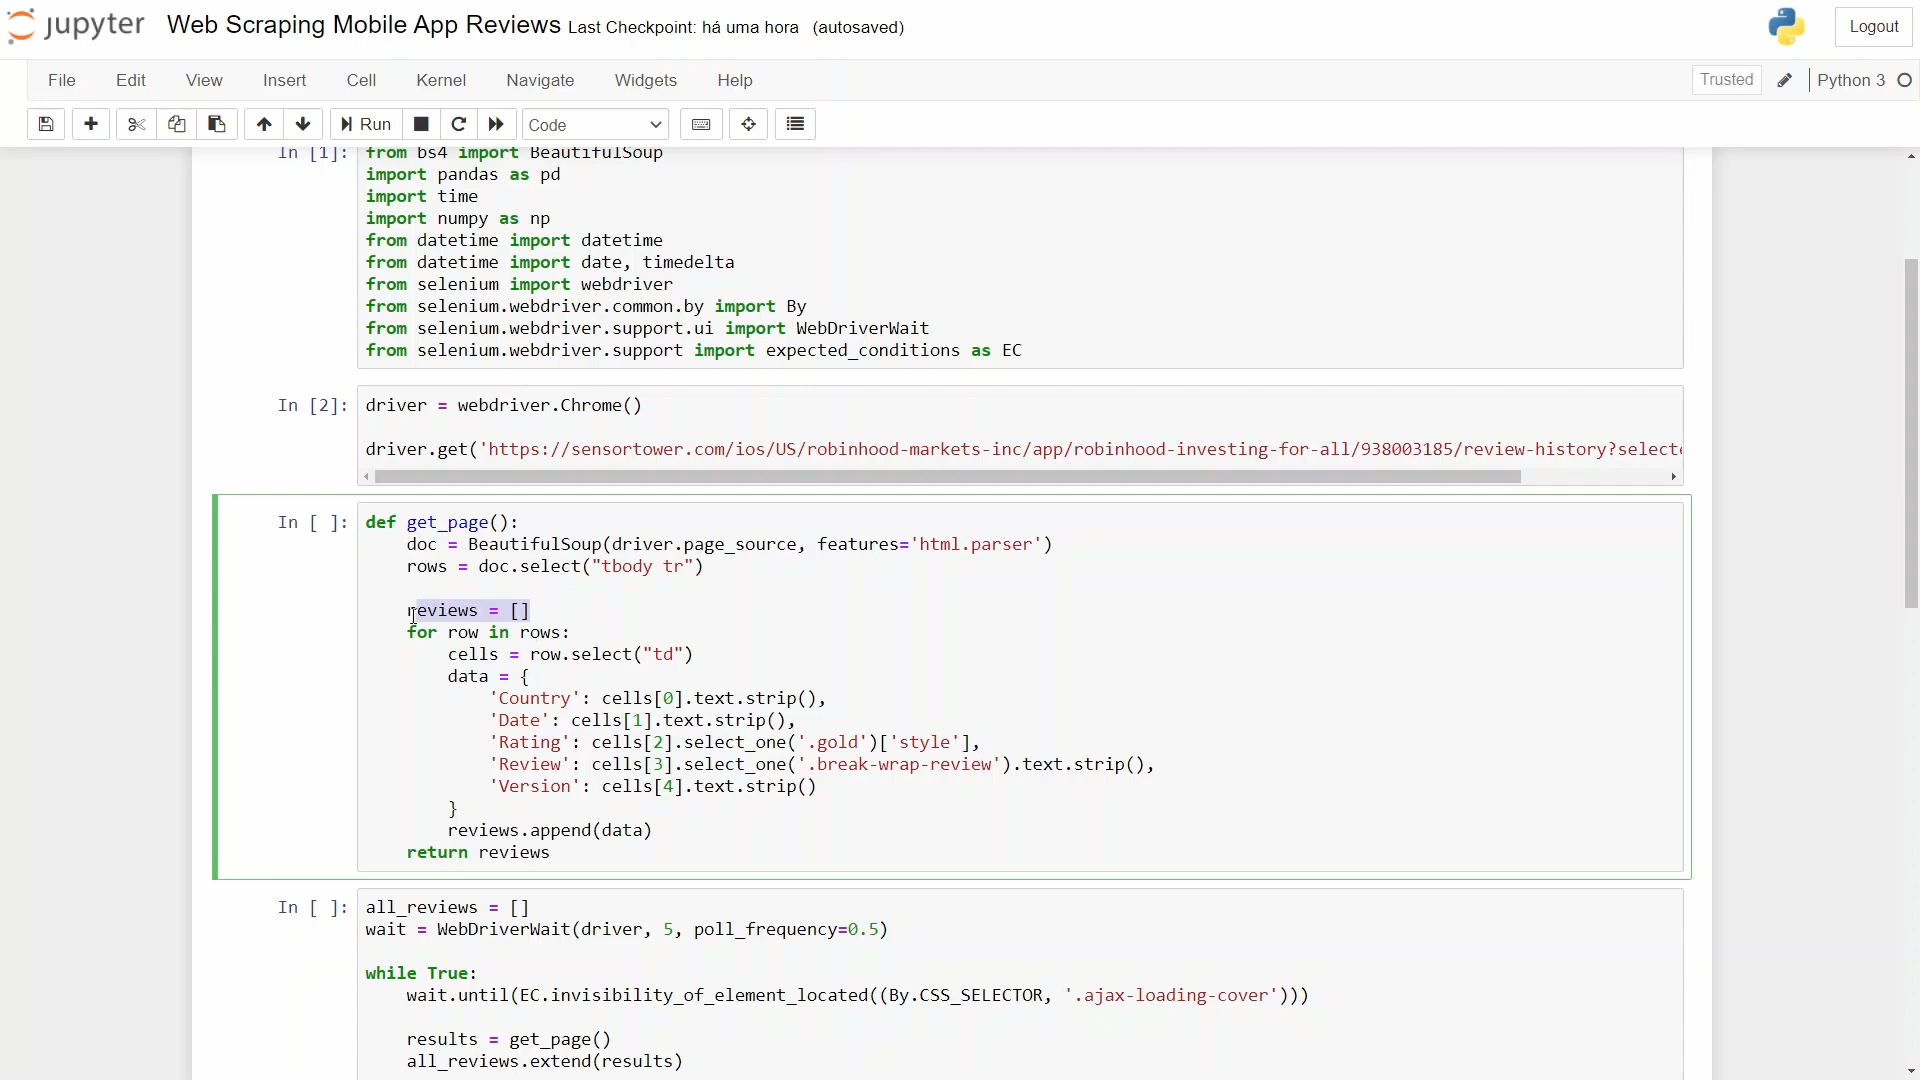 jupyter Web Scraping Mobile App Reviews Last Checkpoint: há uma hora (autosaved)
Logout
File Edit View Insert Cell Kernel Navigate Widgets Help
Trusted Python 3
Run Code
In [1]: from bs4 import BeautifulSoup
import pandas as pd
import time
import numpy as np
from datetime import datetime
from datetime import date, timedelta
from selenium import webdriver
from selenium.webdriver.common.by import By
from selenium.webdriver.support.ui import WebDriverWait
from selenium.webdriver.support import expected_conditions as EC
In [2]: driver = webdriver.Chrome()
driver.get('https://sensortower.com/ios/US/robinhood-markets-inc/app/robinhood-investing-for-all/938003185/review-history?select
In [ ]: def get_page():
    doc = BeautifulSoup(driver.page_source, features='html.parser')
    rows = doc.select("tbody tr")
    reviews = []
    for row in rows:
        cells = row.select("td")
        data = {
            'Country': cells[0].text.strip(),
            'Date': cells[1].text.strip(),
            'Rating': cells[2].select_one('.gold')['style'],
            'Review': cells[3].select_one('.break-wrap-review').text.strip(),
            'Version': cells[4].text.strip()
        }
        reviews.append(data)
    return reviews
In [ ]: all_reviews = []
wait = WebDriverWait(driver, 5, poll_frequency=0.5)
while True:
    wait.until(EC.invisibility_of_element_located((By.CSS_SELECTOR, '.ajax-loading-cover')))
    results = get_page()
    all_reviews.extend(results)